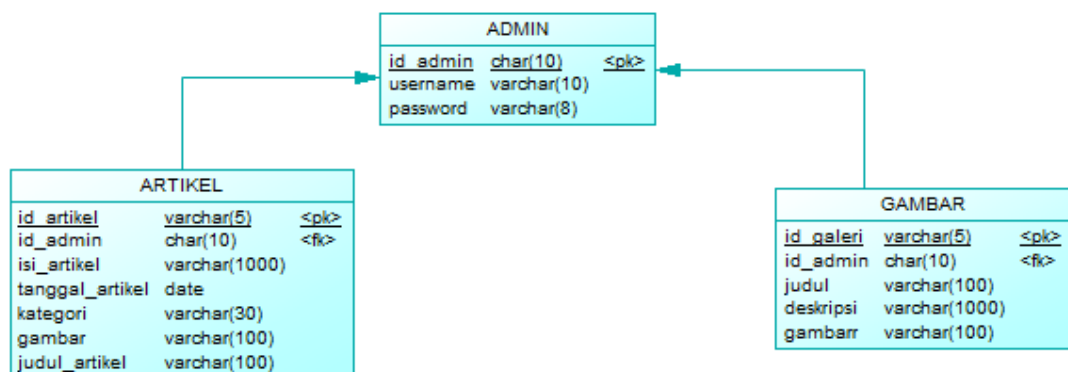 ADMIN
id_admin char(10) <pk>
username varchar(10)
password varchar(8)
ARTIKEL
id_artikel varchar(5) <pk>
id_admin char(10) <fk>
isi_artikel varchar(1000)
tanggal_artikel date
kategori varchar(30)
gambar varchar(100)
judul_artikel varchar(100)
GAMBAR
id_galeri varchar(5) <pk>
id_admin char(10) <fk>
judul varchar(100)
deskripsi varchar(1000)
gambarr varchar(100)